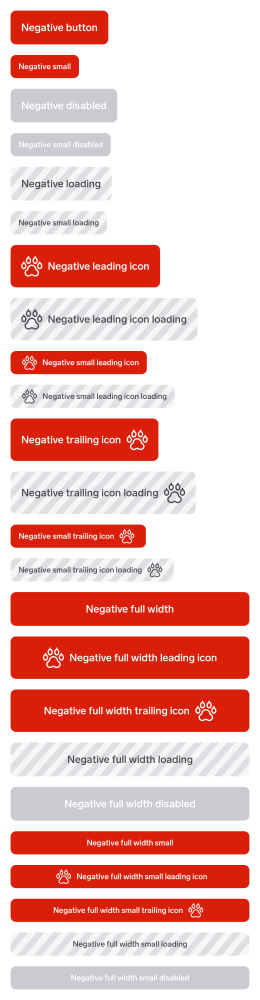 Negative button
Negative small
Negative disabled
Negative small disabled
Negative loading
Negative small loading
Negative leading icon
Negative leading icon loading
Negative small leading icon
Negative small leading icon loading
Negative trailing icon
Negative trailing icon loading
Negative small trailing icon
Negative small trailing icon loading
Negative full width
Negative full width leading icon
Negative full width trailing icon
Negative full width loading
Negative full width disabled
Negative full width small
Negative full width small leading icon
Negative full width small trailing icon
Negative full width small loading
Negative full width small disabled